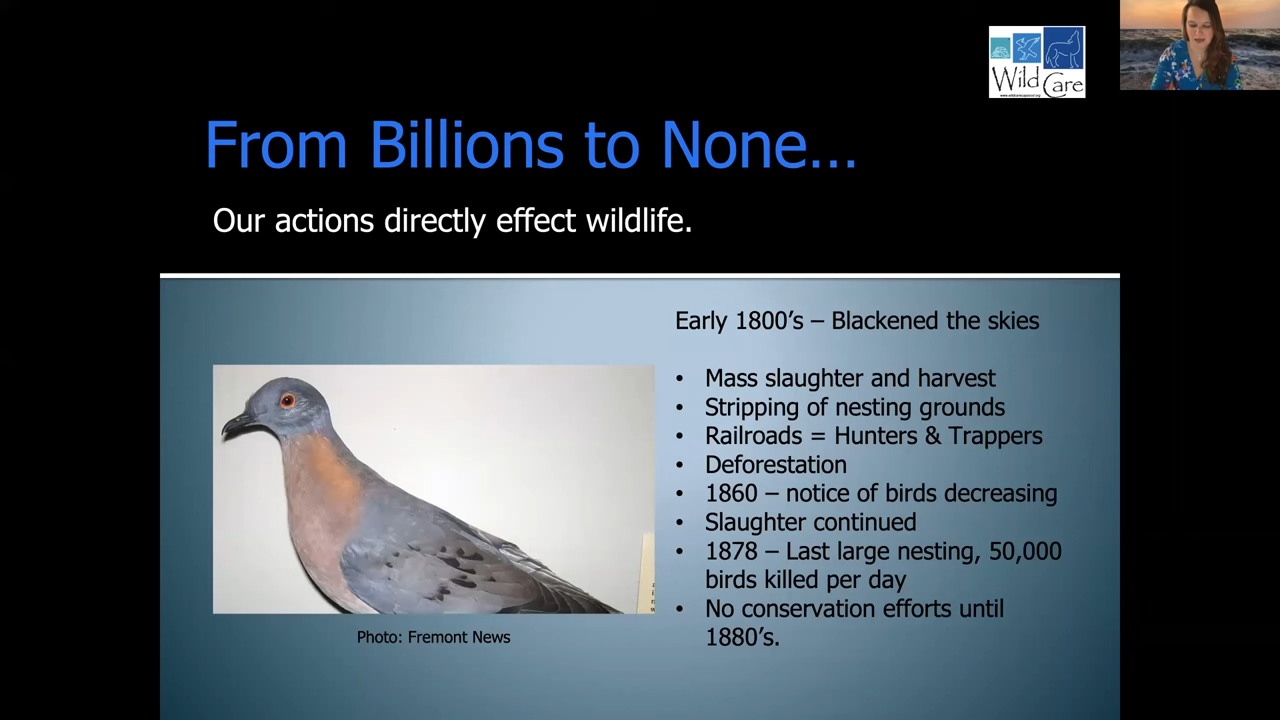 Wild Care
From Billions to None...
Our actions directly effect wildlife.
Early 1800's – Blackened the skies
• Mass slaughter and harvest
• Stripping of nesting grounds
• Railroads = Hunters & Trappers
• Deforestation
• 1860 – notice of birds decreasing
• Slaughter continued
• 1878 – Last large nesting, 50,000
birds killed per day
• No conservation efforts until
1880's.
Photo: Fremont News